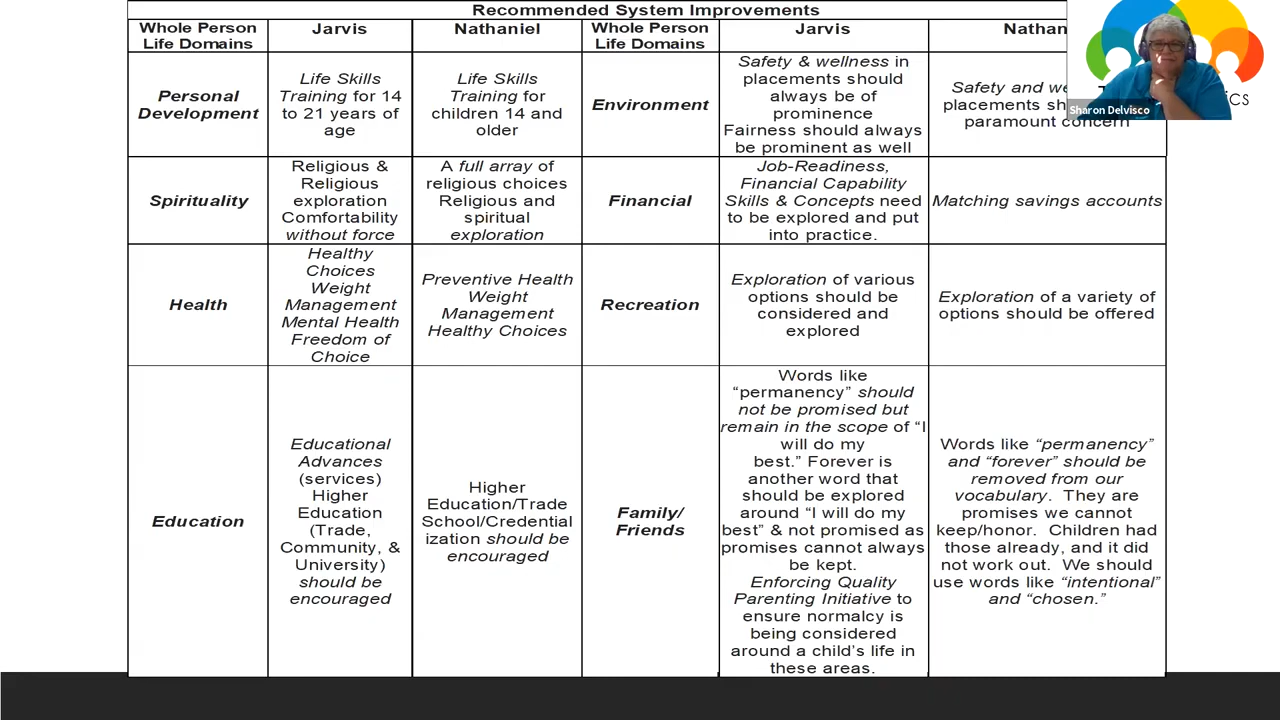 Recommended System Improvements
Whole Person
Life Domains
Jarvis
Nathaniel
Whole Person
Life Domains
Jarvis
Nathan
Personal
Development
Life Skills
Training for 14
to 21 years of
age
Life Skills
Training for
children 14 and
older
Environment
Safety & wellness in
placements should
always be of
prominence
Fairness should always
be prominent as well
Safety and we
placements sh
paramount concern
Spirituality
Religious &
Religious
exploration
Comfortability
without force
A full array of
religious choices
Religious and
spiritual
exploration
Financial
Job-Readiness,
Financial Capability
Skills & Concepts need
to be explored and put
into practice.
Matching savings accounts
Health
Healthy
Choices
Weight
Management
Mental Health
Freedom of
Choice
Preventive Health
Weight
Management
Healthy Choices
Recreation
Exploration of various
options should be
considered and
explored
Exploration of a variety of
options should be offered
Education
Educational
Advances
(services)
Higher
Education
(Trade,
Community, &
University)
should be
encouraged
Higher
Education/Trade
School/Credential
ization should be
encouraged
Family/
Friends
Words like
“permanency” should
not be promised but
remain in the scope of “I
will do my
best.” Forever is
another word that
should be explored
around “I will do my
best” & not promised as
promises cannot always
be kept.
Enforcing Quality
Parenting Initiative to
ensure normalcy is
being considered
around a child’s life in
these areas.
Words like “permanency”
and “forever” should be
removed from our
vocabulary. They are
promises we cannot
keep/honor. Children had
those already, and it did
not work out. We should
use words like “intentional”
and “chosen.”
Sharon Delvisco
ICS